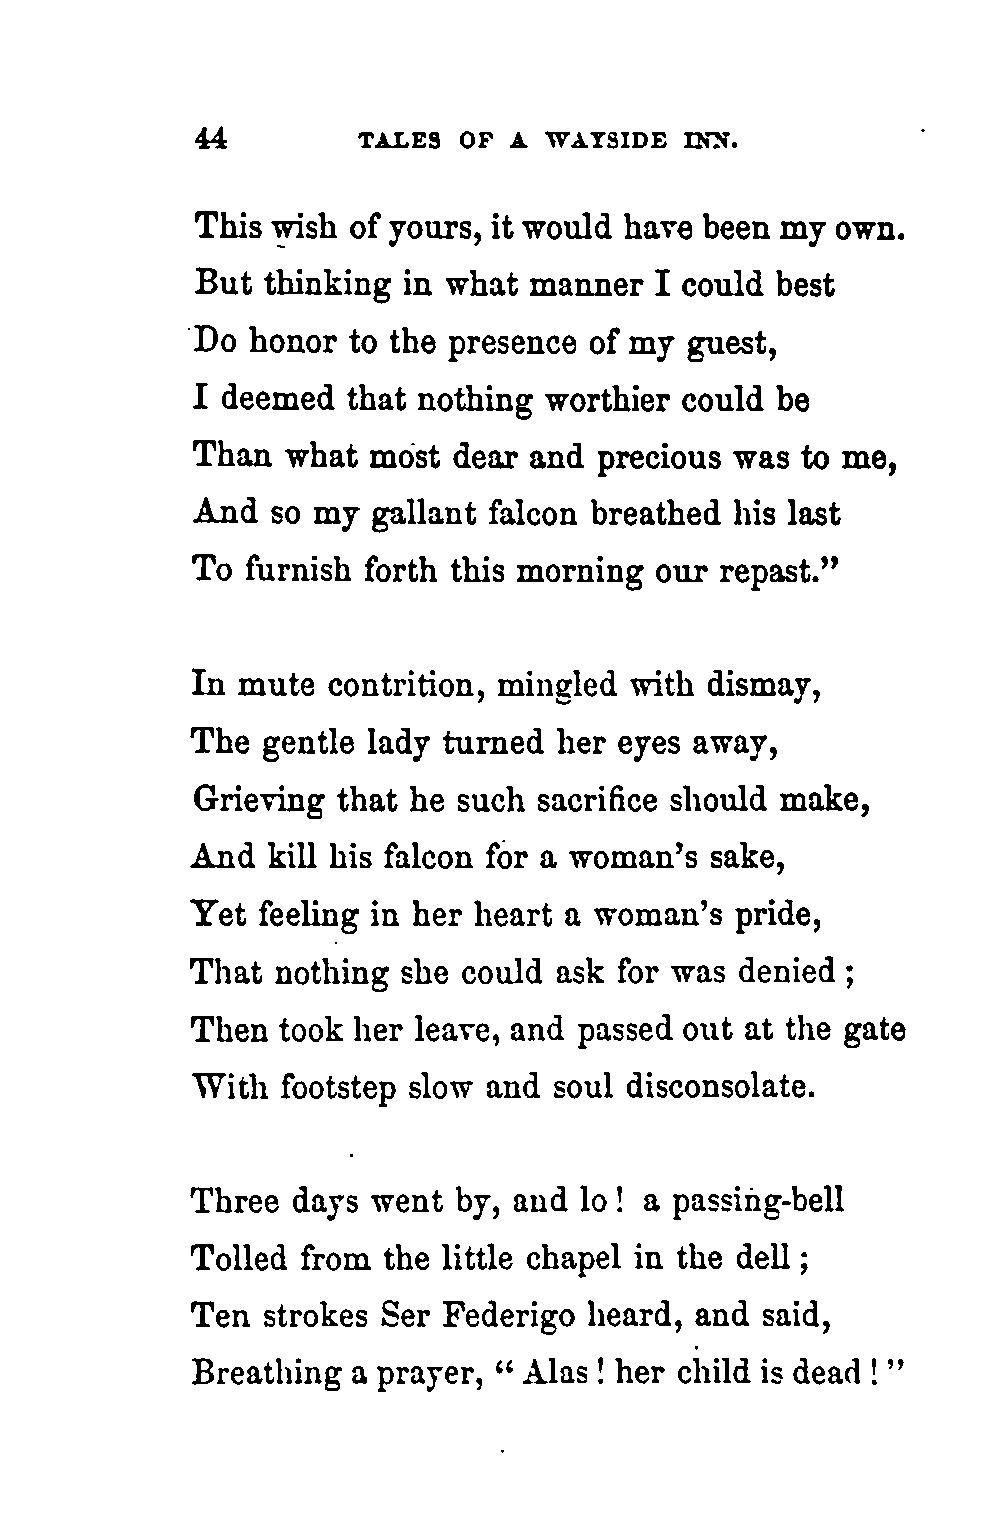 44 TALES OF A WAYSIDE INN.
This wish of yours, it would have been my own.
But thinking in what manner I could best
Do honor to the presence of my guest,
I deemed that nothing worthier could be
Than what most dear and precious was to me,
And so my gallant falcon breathed his last
To furnish forth this morning our repast."
In mute contrition, mingled with dismay,
The gentle lady turned her eyes away,
Grieving that he such sacrifice should make,
And kill his falcon for a woman's sake,
Yet feeling in her heart a woman's pride,
That nothing she could ask for was denied ;
Then took her leave, and passed out at the gate
With footstep slow and soul disconsolate.
Three days went by, and lo ! a passing-bell
Tolled from the little chapel in the dell ;
Ten strokes Ser Federigo heard, and said,
Breathing a prayer, " Alas ! her child is dead ! "